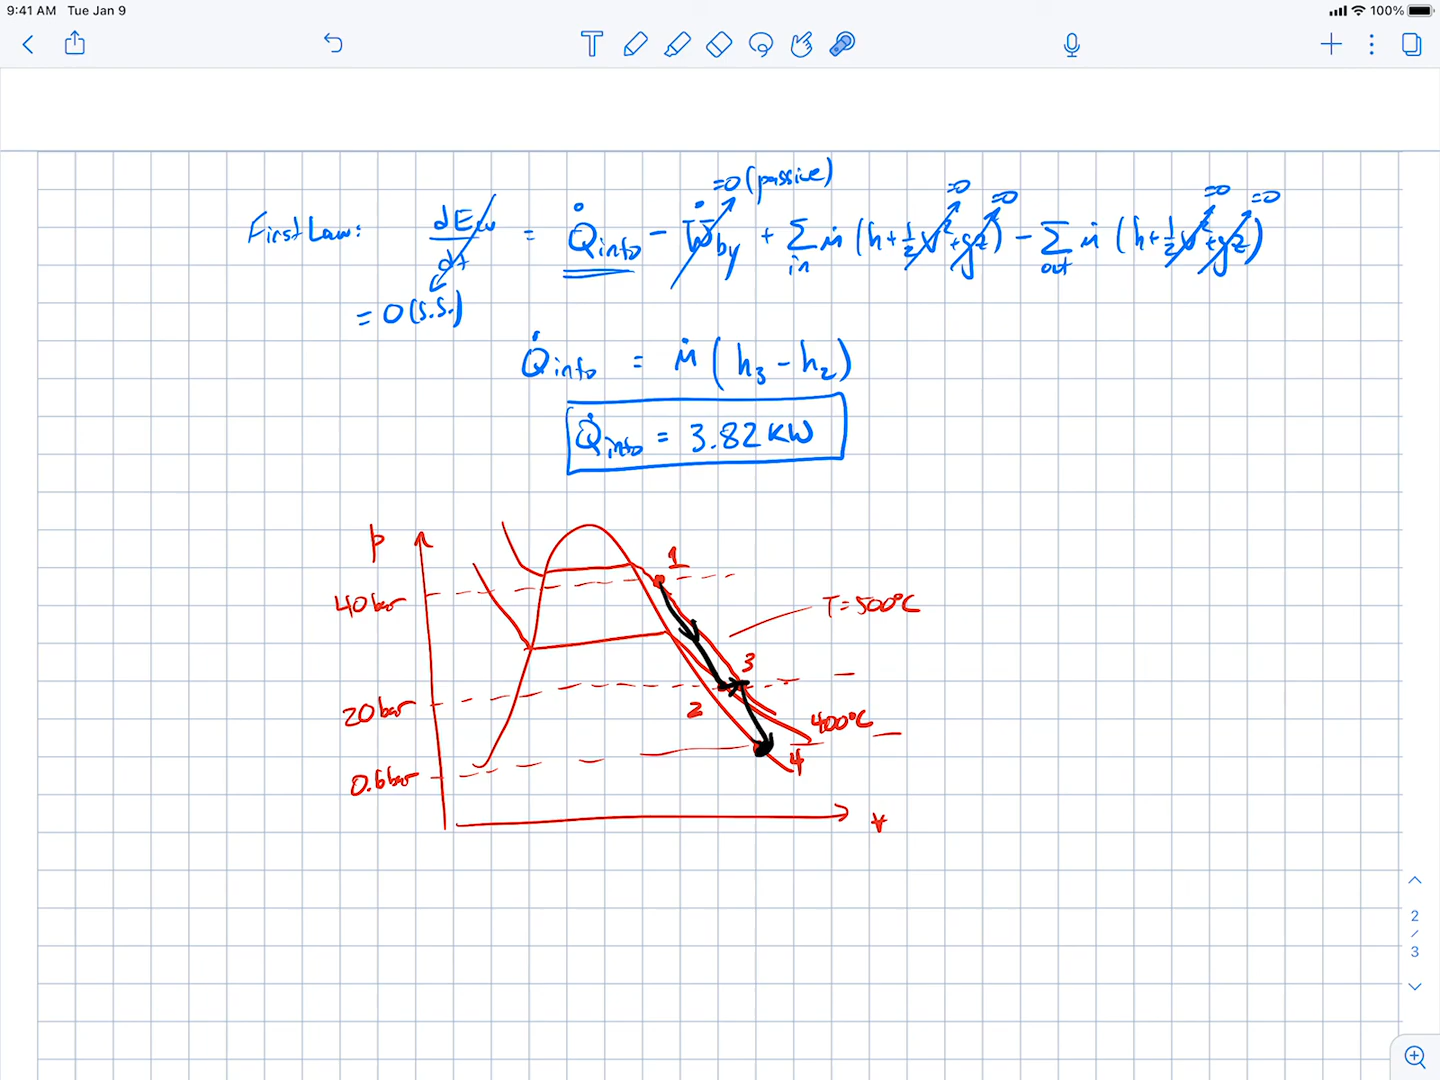 9:41 AM Tue Jan 9
100%
=0 (passive) =0 =0 =0 =0
First Law: dEcv/dt = Q̇into - Ẇby + Σin ṁ (h+½V²+gz) - Σout ṁ (h+½V²+gz)
= 0 (S.S.)
Q̇into = ṁ (h3 - h2)
Q̇into = 3.82 kW
p
1
40 bar
T = 500°C
3
20 bar
2
400°C
0.6 bar
4
v
2
/
3